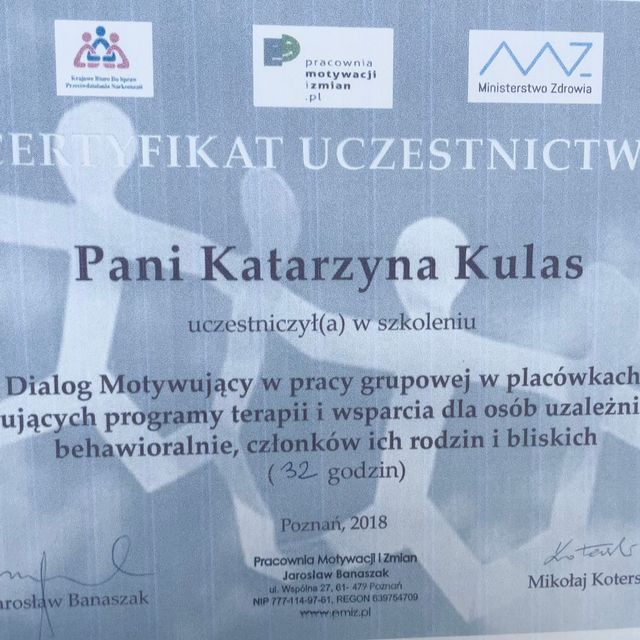 Krajowe Biuro Do Spraw
Przeciwdziałania Narkomanii
pracownia
motywacji
i zmian
.pl
Ministerstwo Zdrowia
CERTYFIKAT UCZESTNICTW
Pani Katarzyna Kulas
uczestniczył(a) w szkoleniu
Dialog Motywujący w pracy grupowej w placówkach
ujących programy terapii i wsparcia dla osób uzależni
behawioralnie, członków ich rodzin i bliskich
( 32 godzin)
Poznań, 2018
Pracownia Motywacji i Zmian
Jarosław Banaszak
ul. Wspólna 27, 61- 479 Poznań
NIP 777-114-97-61, REGON 639754709
www.pmiz.pl
arosław Banaszak
Mikołaj Koters